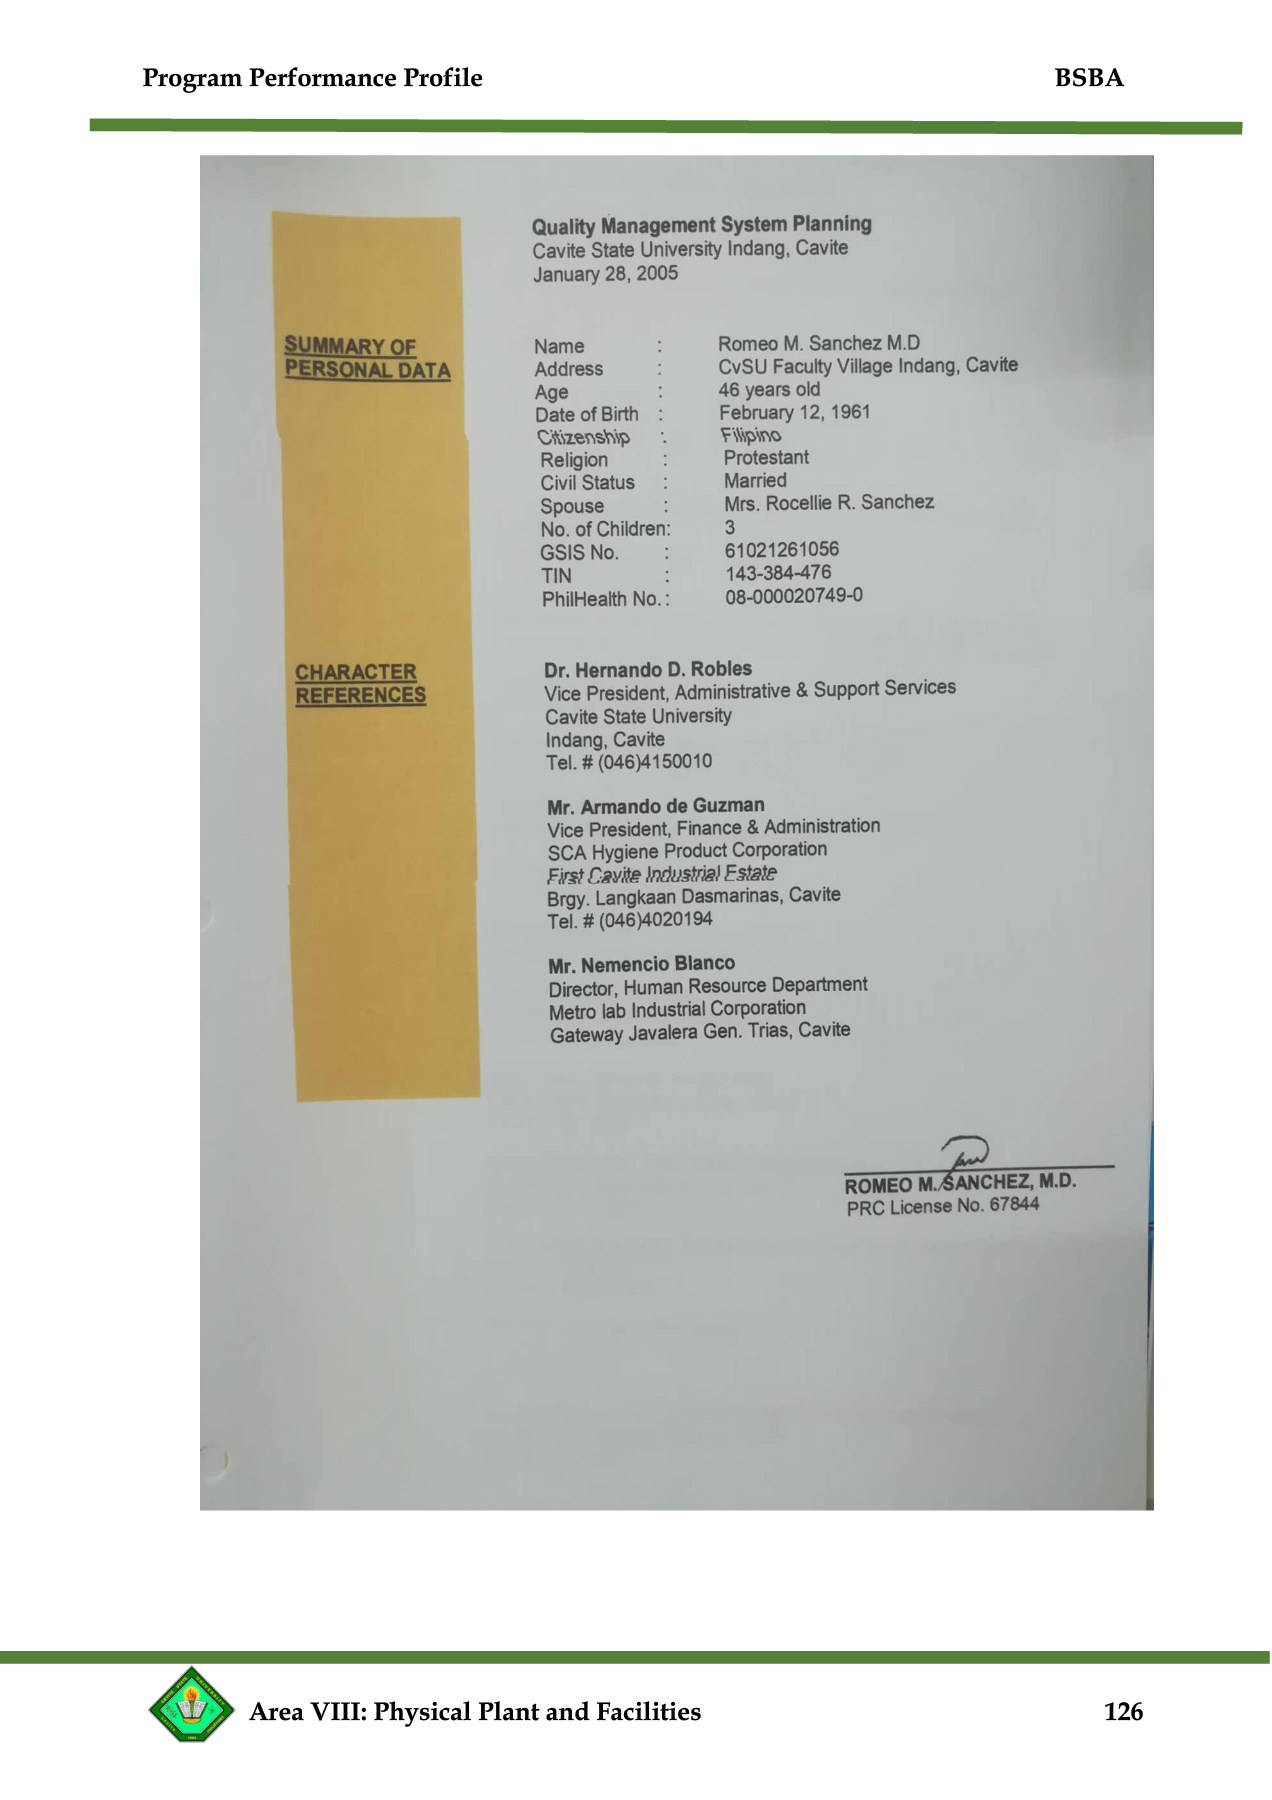 Program Performance Profile BSBA
Quality Management System Planning
Cavite State University Indang, Cavite
January 28, 2005
SUMMARY OF
PERSONAL DATA
Name : Romeo M. Sanchez M.D
Address : CvSU Faculty Village Indang, Cavite
Age : 46 years old
Date of Birth : February 12, 1961
Citizenship : Filipino
Religion : Protestant
Civil Status : Married
Spouse : Mrs. Rocellie R. Sanchez
No. of Children: 3
GSIS No. : 61021261056
TIN : 143-384-476
PhilHealth No. : 08-000020749-0
CHARACTER
REFERENCES
Dr. Hernando D. Robles
Vice President, Administrative & Support Services
Cavite State University
Indang, Cavite
Tel. # (046)4150010
Mr. Armando de Guzman
Vice President, Finance & Administration
SCA Hygiene Product Corporation
First Cavite Industrial Estate
Brgy. Langkaan Dasmarinas, Cavite
Tel. # (046)4020194
Mr. Nemencio Blanco
Director, Human Resource Department
Metro lab Industrial Corporation
Gateway Javalera Gen. Trias, Cavite
ROMEO M. SANCHEZ, M.D.
PRC License No. 67844
Area VIII: Physical Plant and Facilities 126